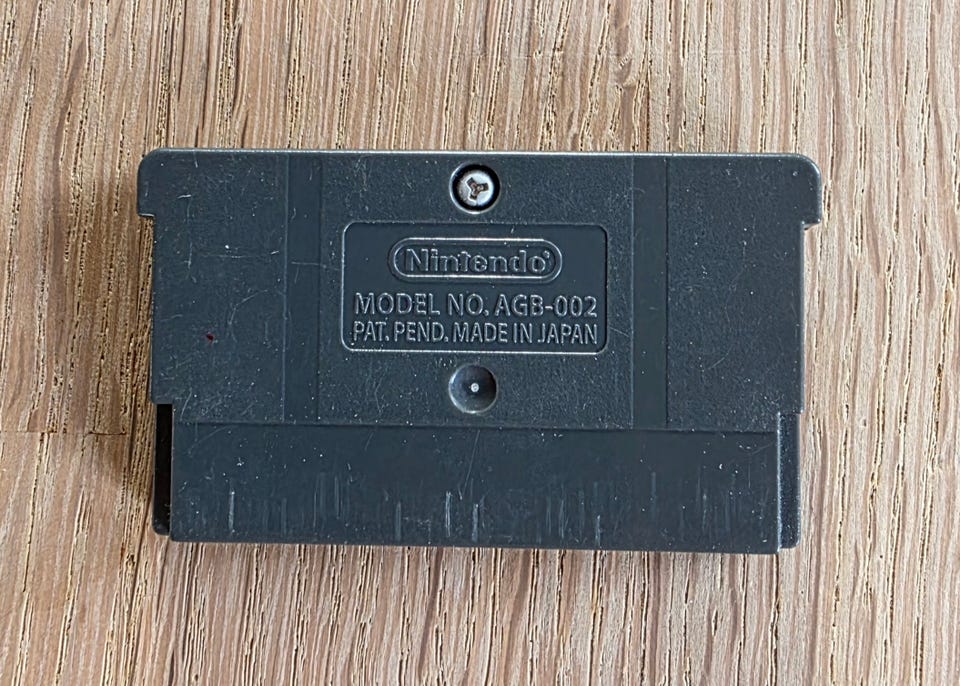 Nintendo®
MODEL NO. AGB-002
PAT. PEND. MADE IN JAPAN